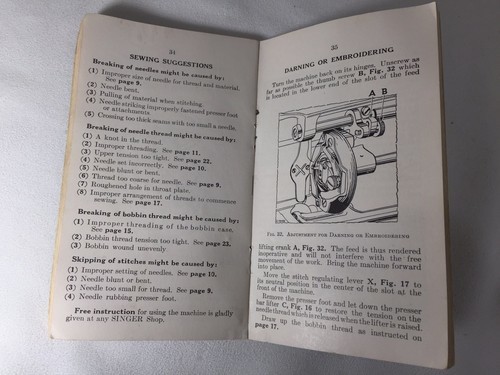 34
SEWING SUGGESTIONS
Breaking of needles might be caused by:
(1) Improper size of needle for thread and material.
See page 9.
(2) Needle bent.
(3) Pulling of material when stitching.
(4) Needle striking improperly fastened presser foot
or attachments
(5) Crossing too thick seams with too small a needle.
Breaking of needle thread might be caused by:
(1) A knot in the thread.
(2) Improper threading. See page 11.
(3) Upper tension too tight. See page 22.
(4) Needle set incorrectly. See page 10.
(5) Needle blunt or bent.
(6) Thread too coarse for needle. See page 9.
(7) Roughened hole in throat plate.
(8) Improper arrangement of threads to commence
sewing. See page 17.
Breaking of bobbin thread might be caused by:
(1) Improper threading of the bobbin case.
See page 15.
(2) Bobbin thread tension too tight. See page 23.
(3) Bobbin wound unevenly
Skipping of stitches might be caused by:
(1) Improper setting of needle. See page 13.
(2) Needle blunt or bent.
(3) Needle too small for thread. See page 9.
(4) Needle rubbing presser foot.
Free instruction for using the machine is gladly
given at any SINGER Shop.
35
DARNING OR EMBROIDERING
Turn the machine back on its hinges. Unscrew as
far as possible the thumb screw B, Fig. 32 which
is located in the lower end of the slot of the feed
A B
FIG. 32. ADJUSTMENT FOR DARNING OR EMBROIDERING
lifting crank A, Fig. 32. The feed is thus rendered
inoperative and will not interfere with the free
movement of the work. Bring the machine forward
into place.
Move the stitch regulating lever X, Fig. 17 to
its neutral position in the center of the slot at the
front of the machine.
Remove the presser foot and let down the presser
bar lifter C, Fig. 16 to restore the tension on the
needle thread which is released when the lifter is raised.
Draw up the bobbin thread as instructed on
page 17.